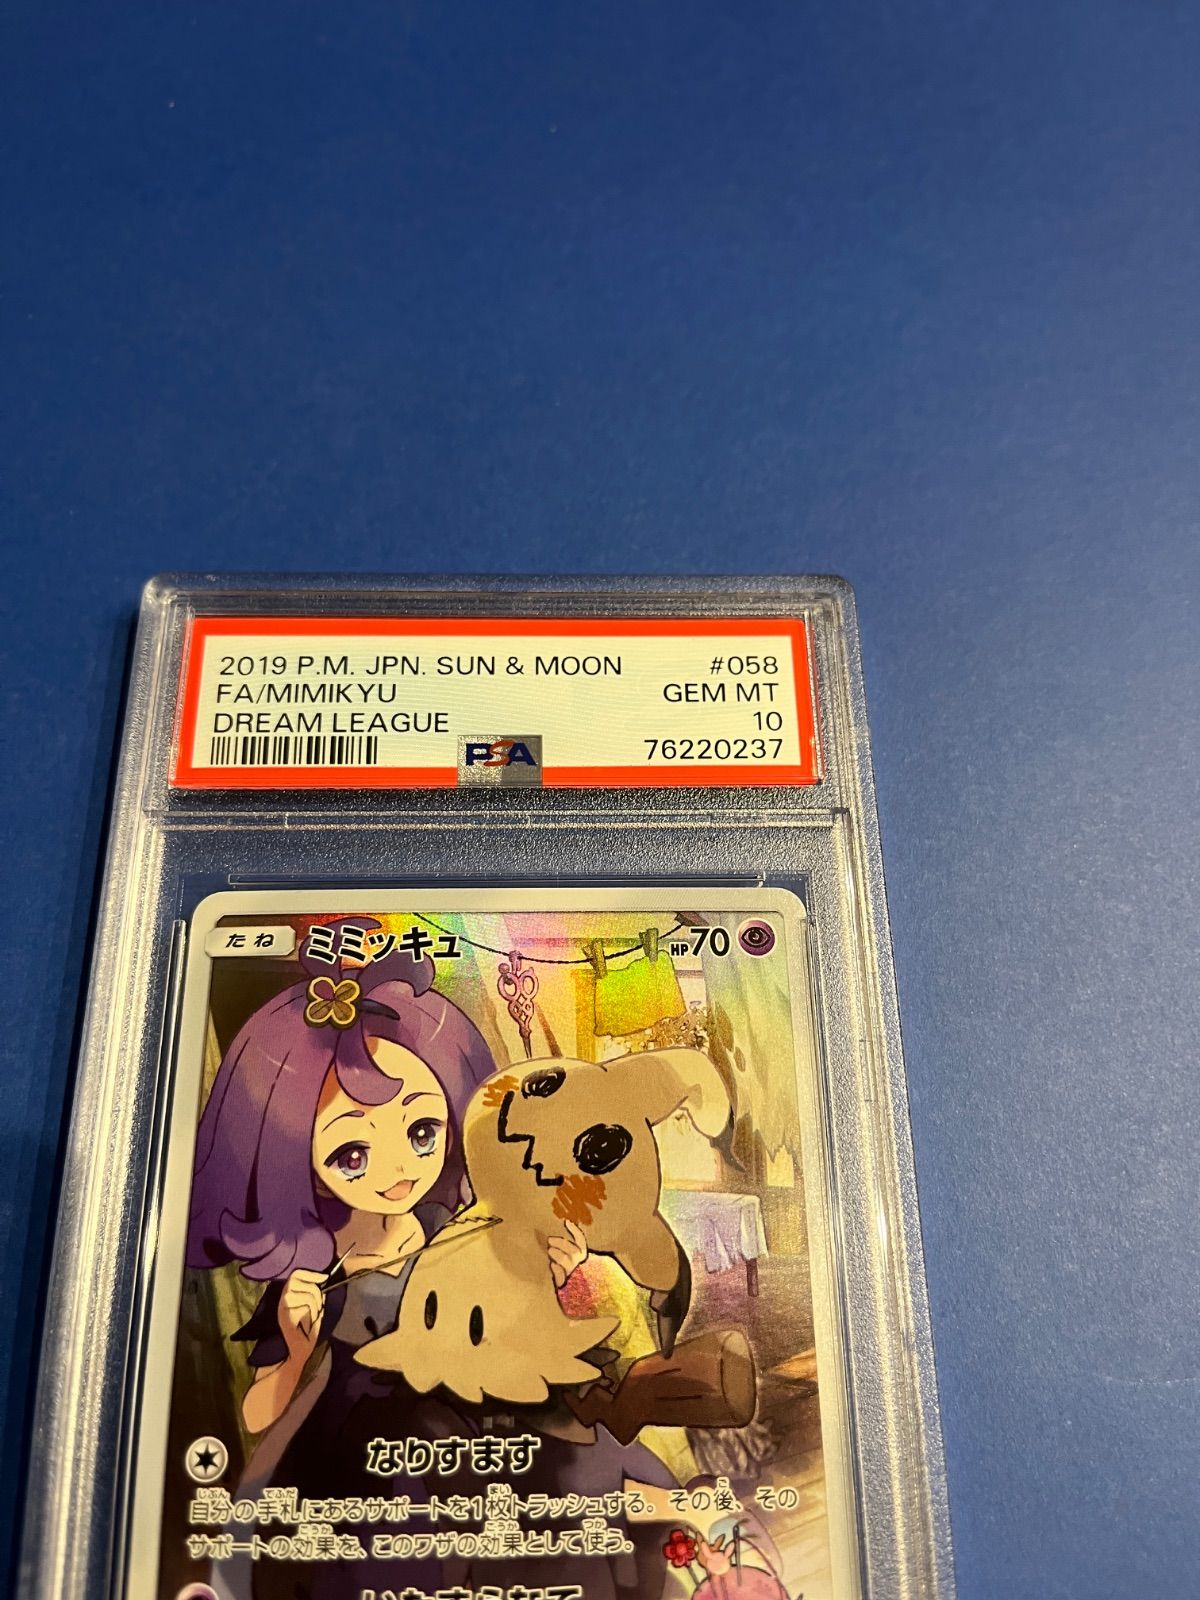 2019 P.M. JPN. SUN & MOON #058
FA/MIMIKYU GEM MT
DREAM LEAGUE 10
PSA 76220237
たね ミミッキュ HP70
なりすます
自分の手札にあるサポートを1枚トラッシュする。その後、その
サポートの効果を、このワザの効果として使う。